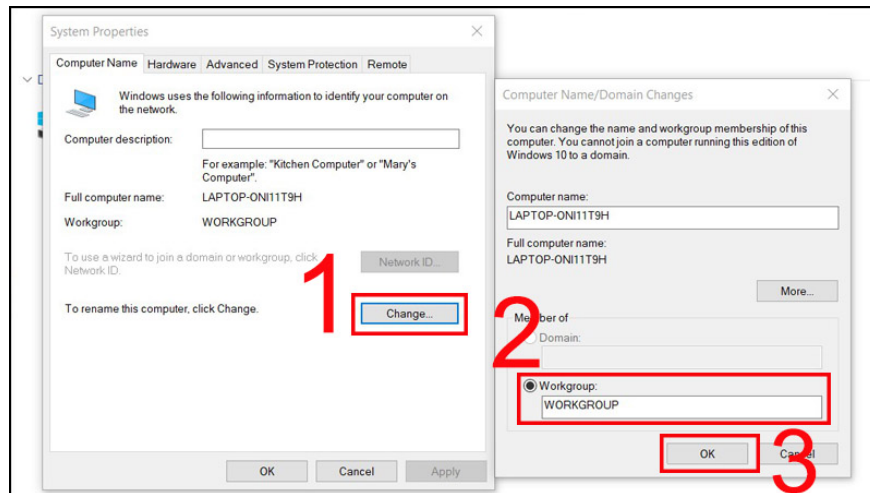 System Properties
Computer Name Hardware Advanced System Protection Remote
Windows uses the following information to identify your computer on
the network.
Computer description:
For example: "Kitchen Computer" or "Mary's
Computer".
Full computer name: LAPTOP-ONI11T9H
Workgroup: WORKGROUP
To use a wizard to join a domain or workgroup, click
Network ID.
Network ID...
1
To rename this computer, click Change.
Change...
OK Cancel Apply
Computer Name/Domain Changes
You can change the name and workgroup membership of this
computer. You cannot join a computer running this edition of
Windows 10 to a domain.
Computer name:
LAPTOP-ONI11T9H
Full computer name:
LAPTOP-ONI11T9H
More...
2
Member of
Domain:
Workgroup:
WORKGROUP
OK Cancel
3